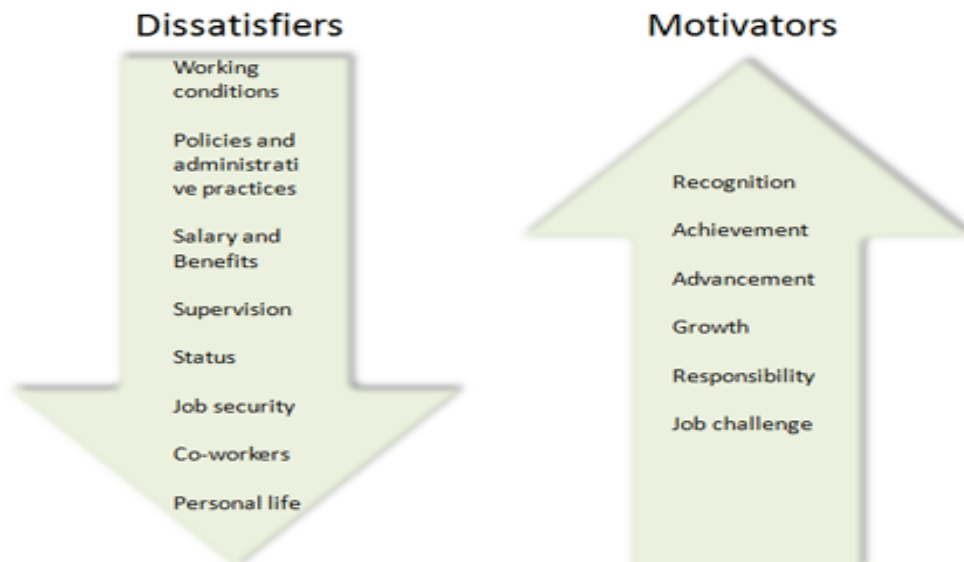 Dissatisfiers
Working
conditions
Policies and
administrati
ve practices
Salary and
Benefits
Supervision
Status
Job security
Co-workers
Personal life
Motivators
Recognition
Achievement
Advancement
Growth
Responsibility
Job challenge